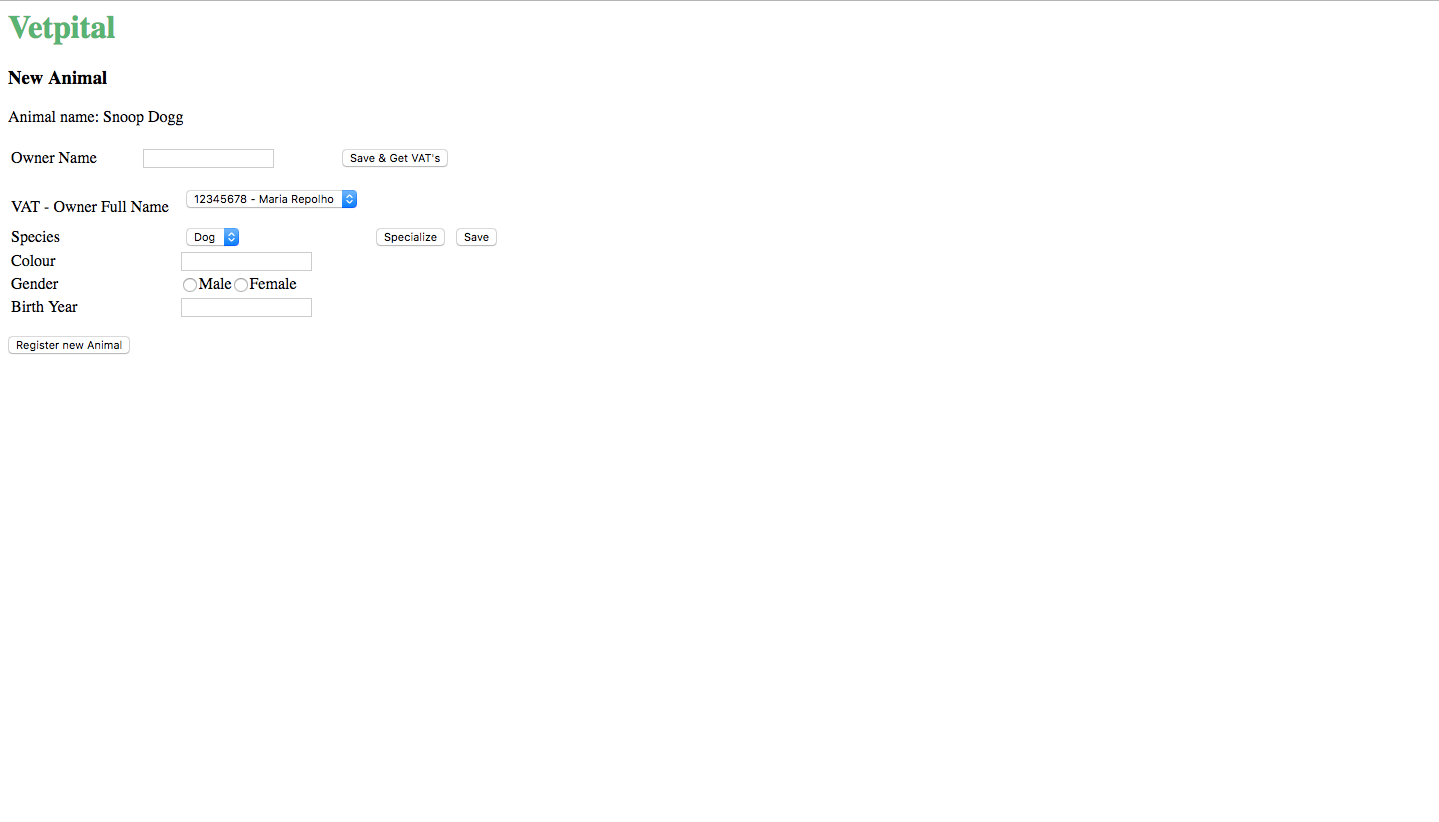 Vetpital
New Animal
Animal name: Snoop Dogg
Owner Name Save & Get VAT's
VAT - Owner Full Name 12345678 - Maria Repolho
Species Dog Specialize Save
Colour
Gender Male Female
Birth Year
Register new Animal